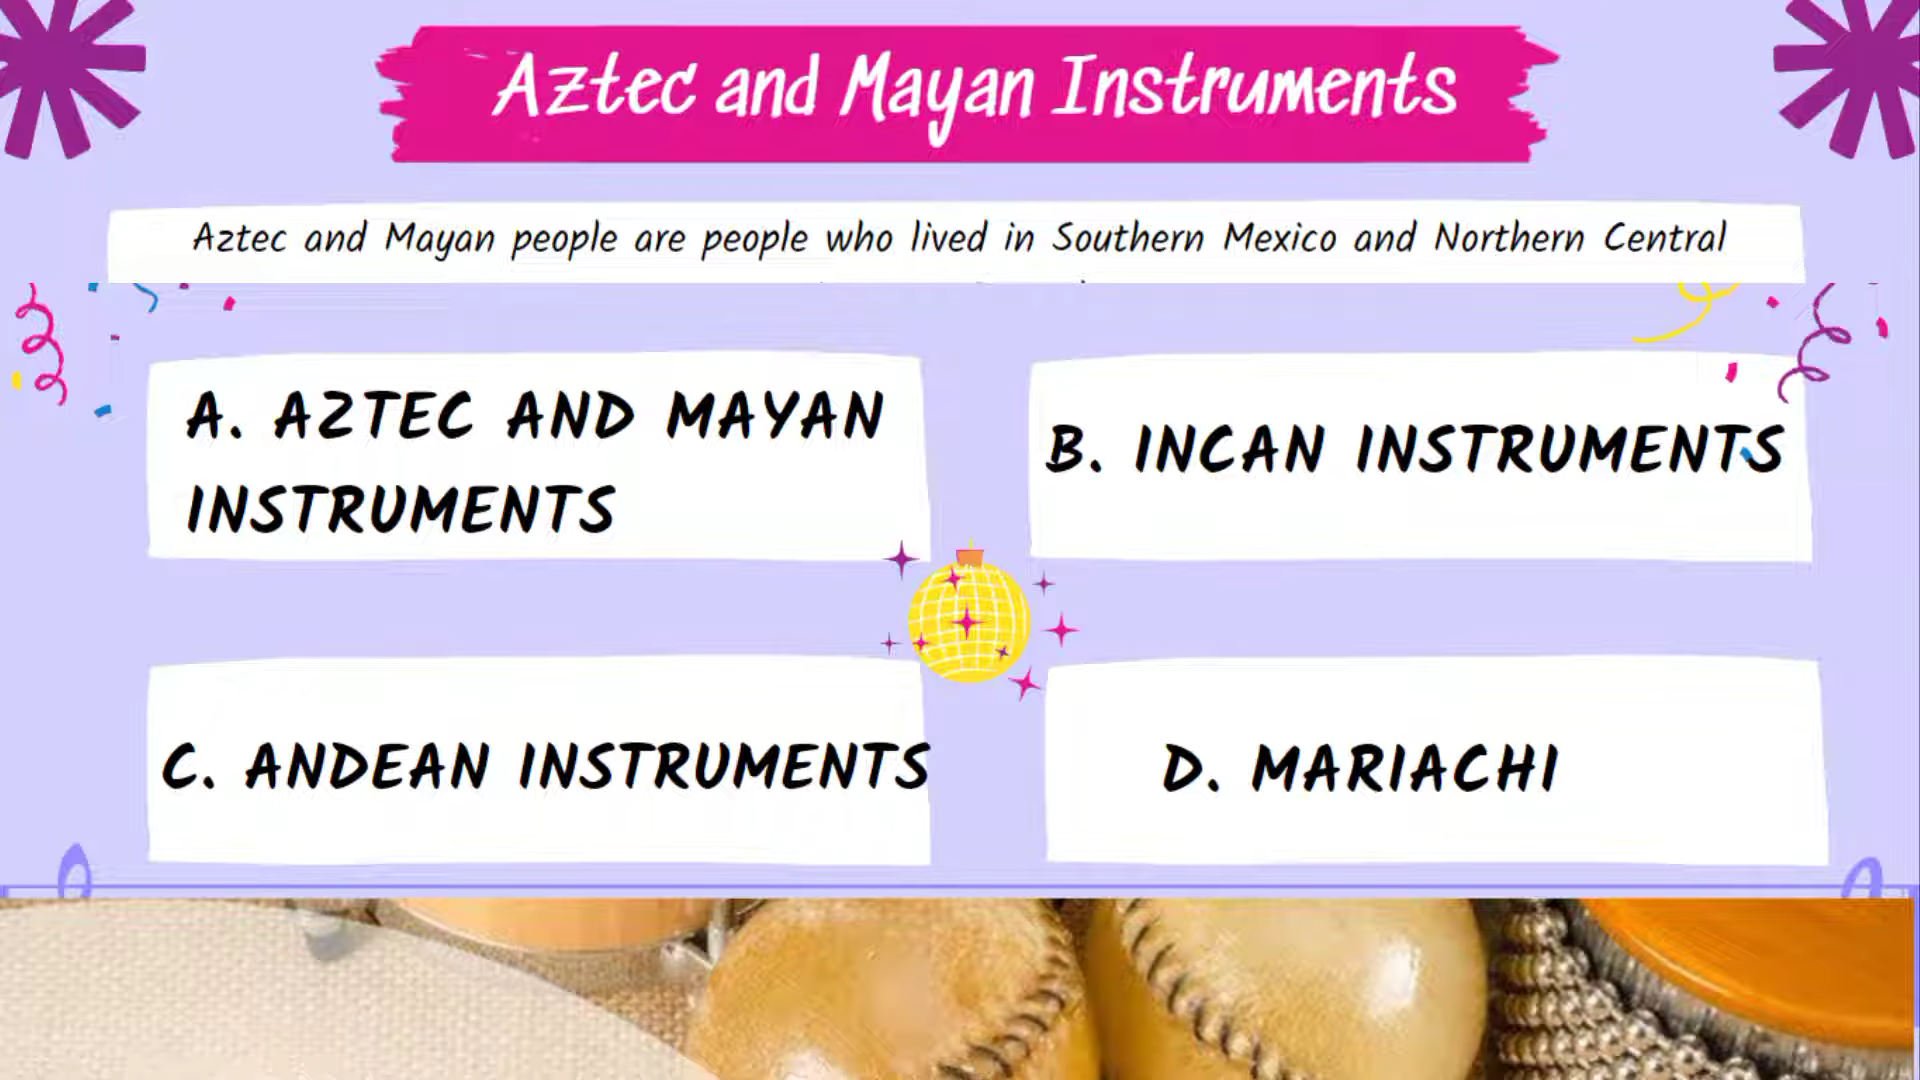 Aztec and Mayan Instruments
Aztec and Mayan people are people who lived in Southern Mexico and Northern Central
A. AZTEC AND MAYAN
INSTRUMENTS
B. INCAN INSTRUMENTS
C. ANDEAN INSTRUMENTS
D. MARIACHI